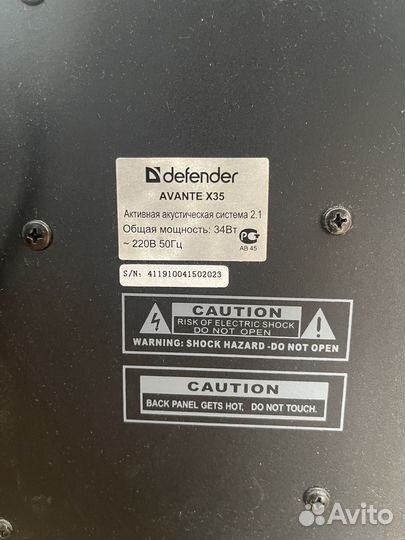 defender
AVANTE X35
Активная акустическая система 2.1
Общая мощность: 34Вт
~ 220В 50Гц
АВ 45
S/N: 411910041502023
CAUTION
RISK OF ELECTRIC SHOCK
DO NOT OPEN
WARNING: SHOCK HAZARD -DO NOT OPEN
CAUTION
BACK PANEL GETS HOT, DO NOT TOUCH.
Avito